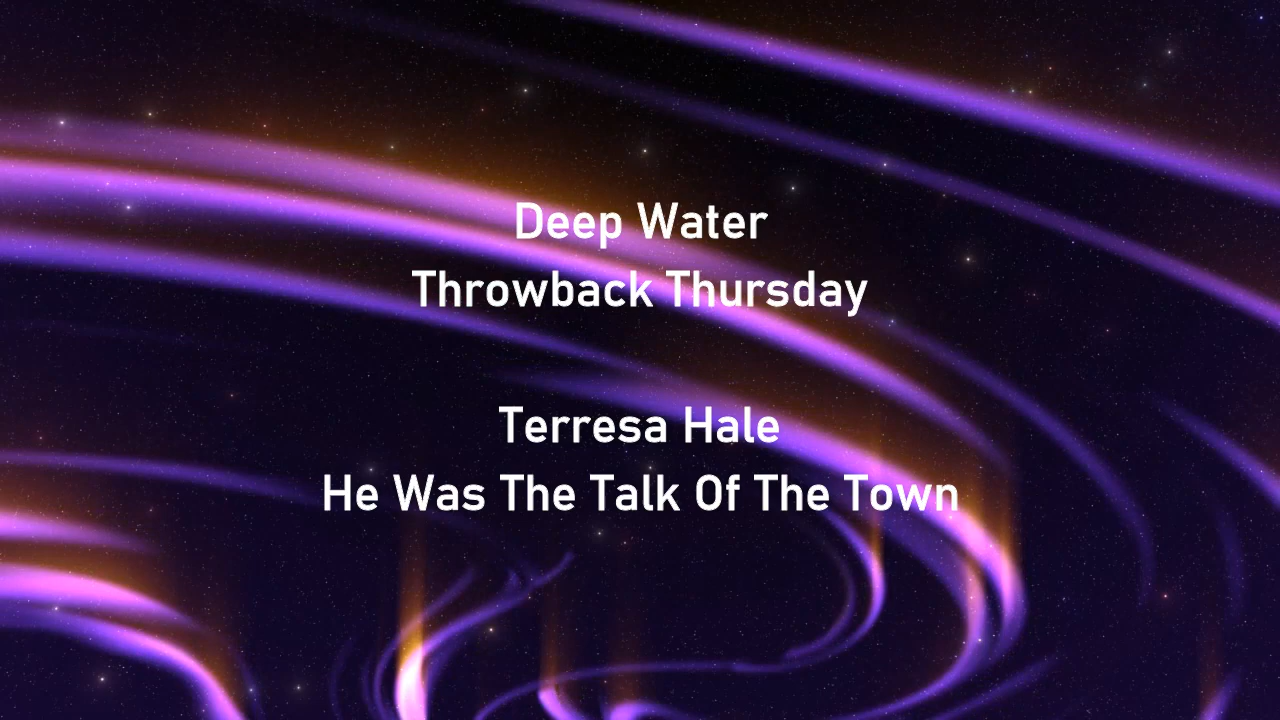 Deep Water
Throwback Thursday
Terresa Hale
He Was The Talk Of The Town